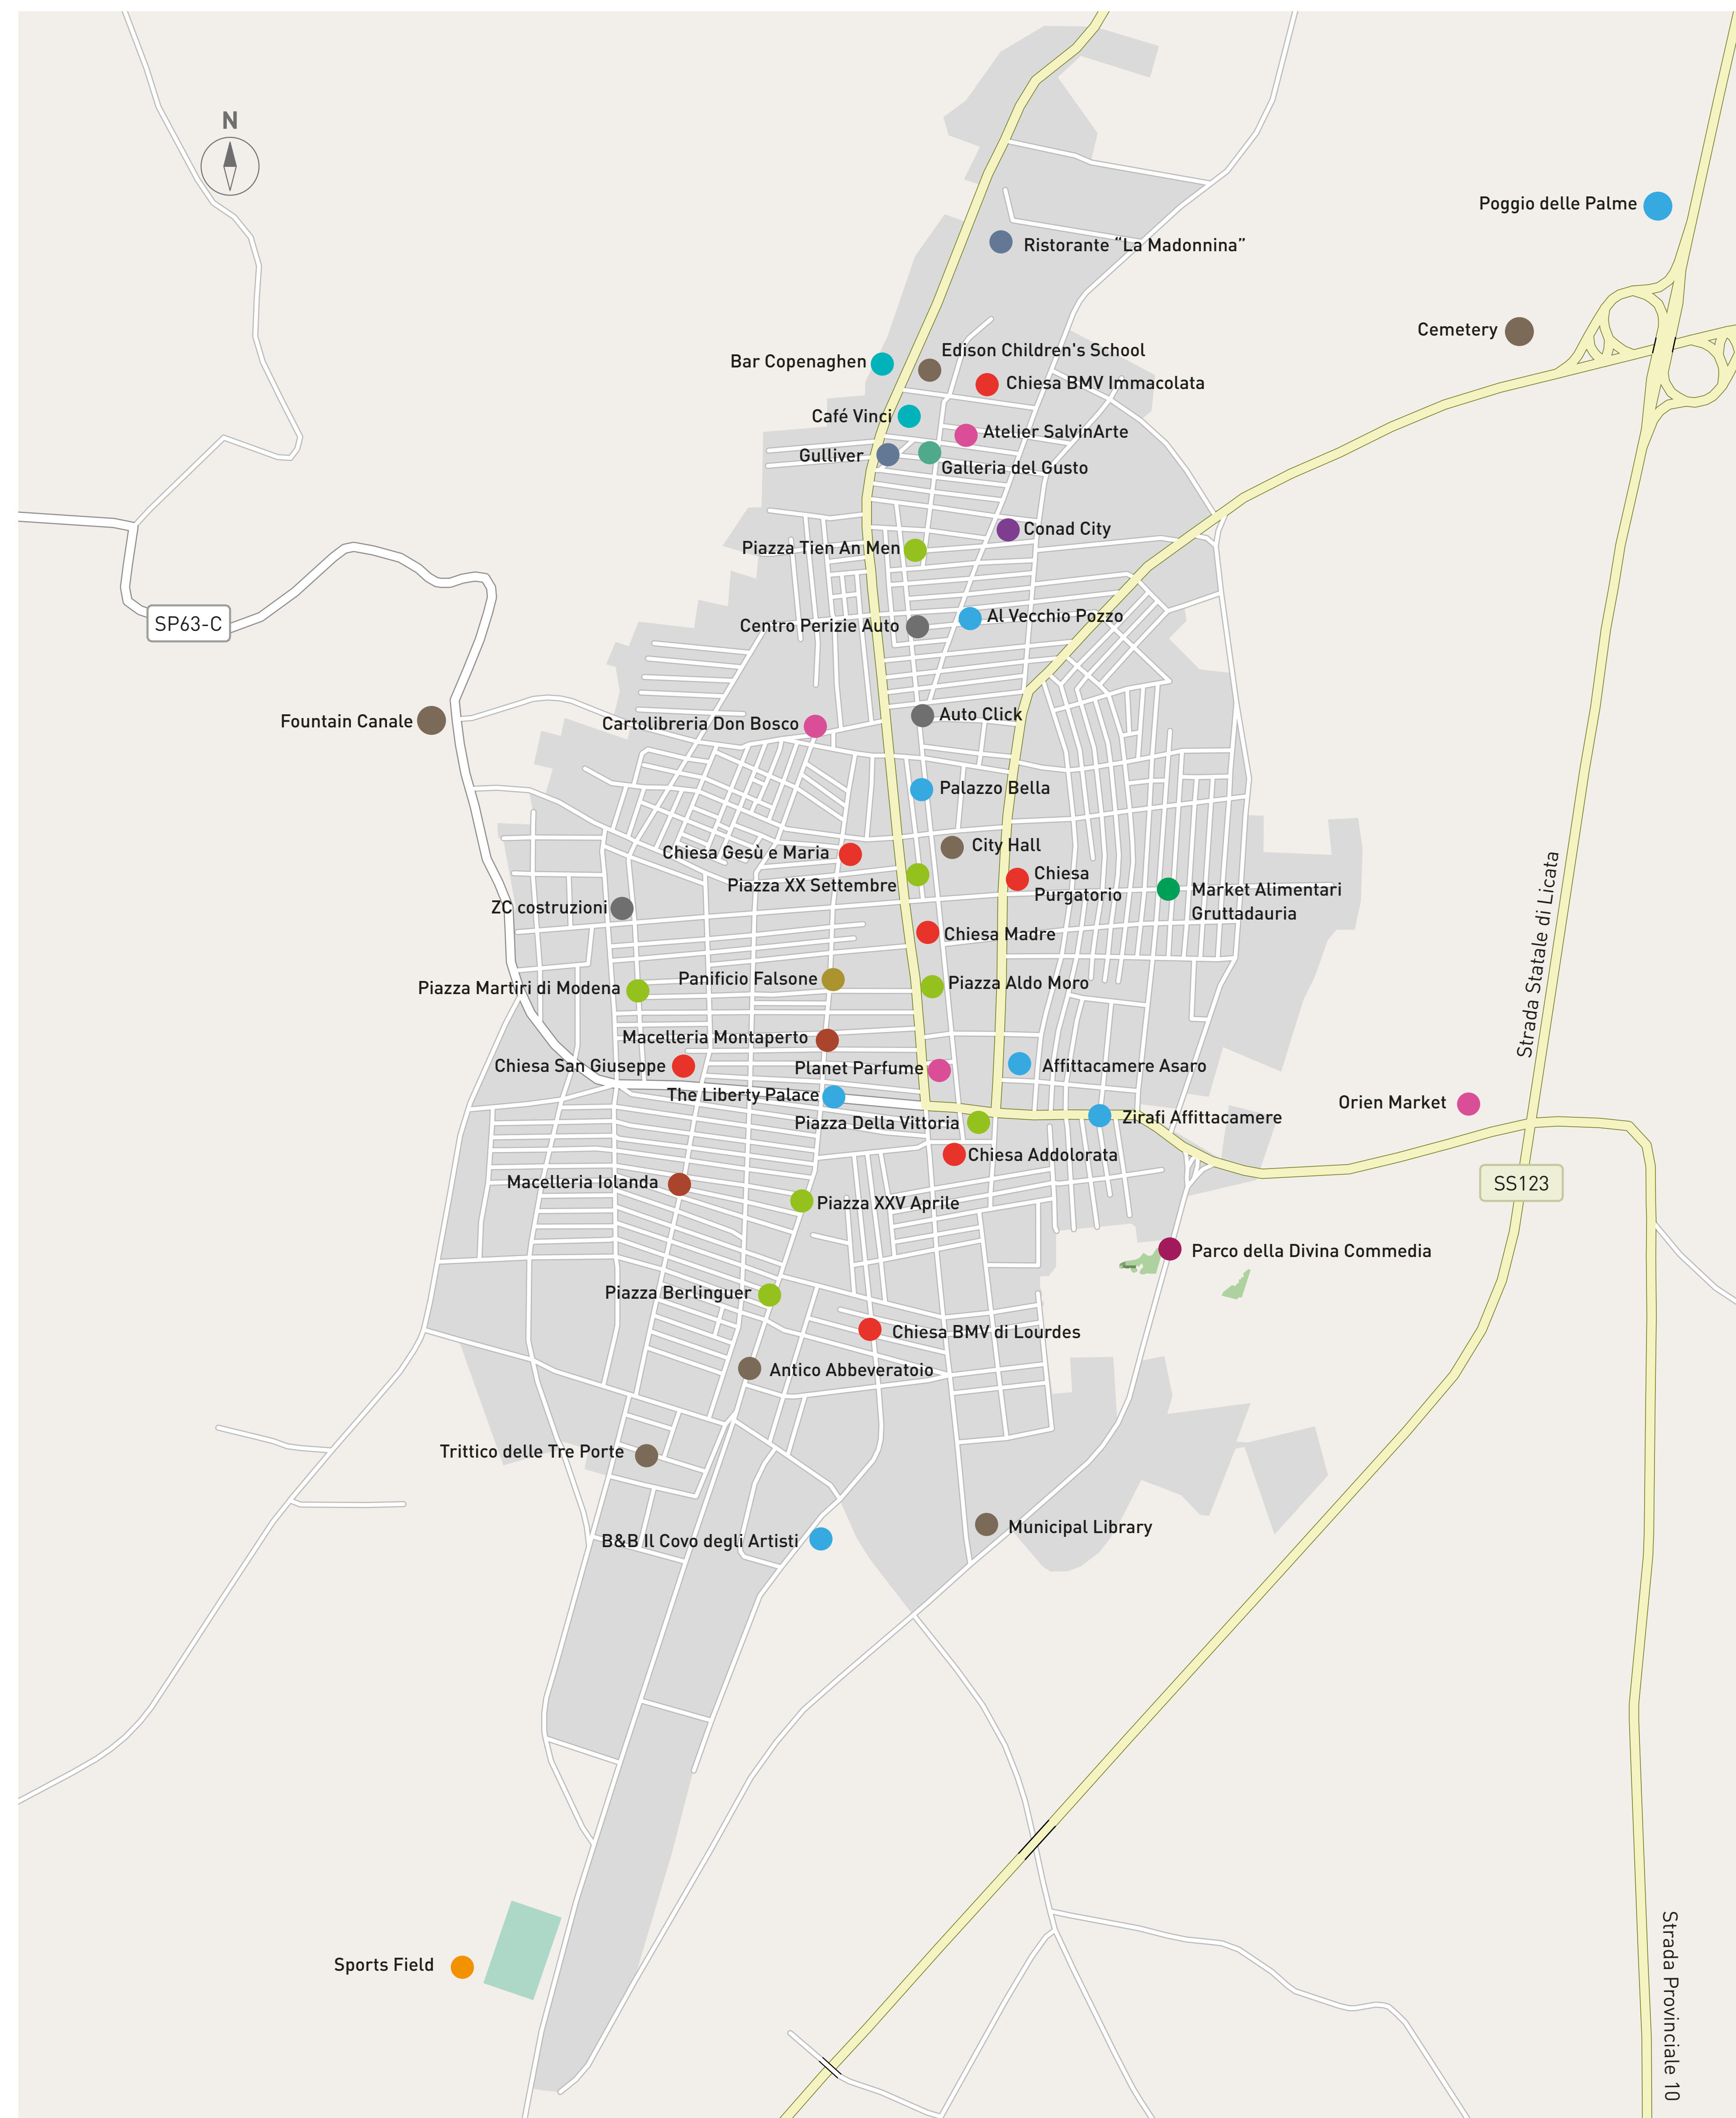 N
Poggio delle Palme
Ristorante “La Madonnina”
Cemetery
Edison Children's School
Bar Copenaghen
Chiesa BMV Immacolata
Café Vinci
Atelier SalvinArte
Gulliver
Galleria del Gusto
Conad City
Piazza Tien An Men
Al Vecchio Pozzo
SP63-C
Centro Perizie Auto
Auto Click
Fountain Canale
Cartolibreria Don Bosco
Palazzo Bella
City Hall
Chiesa Gesù e Maria
Chiesa
Purgatorio
Piazza XX Settembre
Market Alimentari
Gruttadauria
ZC costruzioni
Chiesa Madre
Strada Statale di Licata
Panificio Falsone
Piazza Aldo Moro
Piazza Martiri di Modena
Macelleria Montaperto
Chiesa San Giuseppe
Planet Parfume
Affittacamere Asaro
The Liberty Palace
Orien Market
Zirafi Affittacamere
Piazza Della Vittoria
Chiesa Addolorata
Macelleria Iolanda
SS123
Piazza XXV Aprile
Parco della Divina Commedia
Piazza Berlinguer
Chiesa BMV di Lourdes
Antico Abbeveratoio
Trittico delle Tre Porte
Municipal Library
B&B Il Covo degli Artisti
Sports Field
Strada Provinciale 10